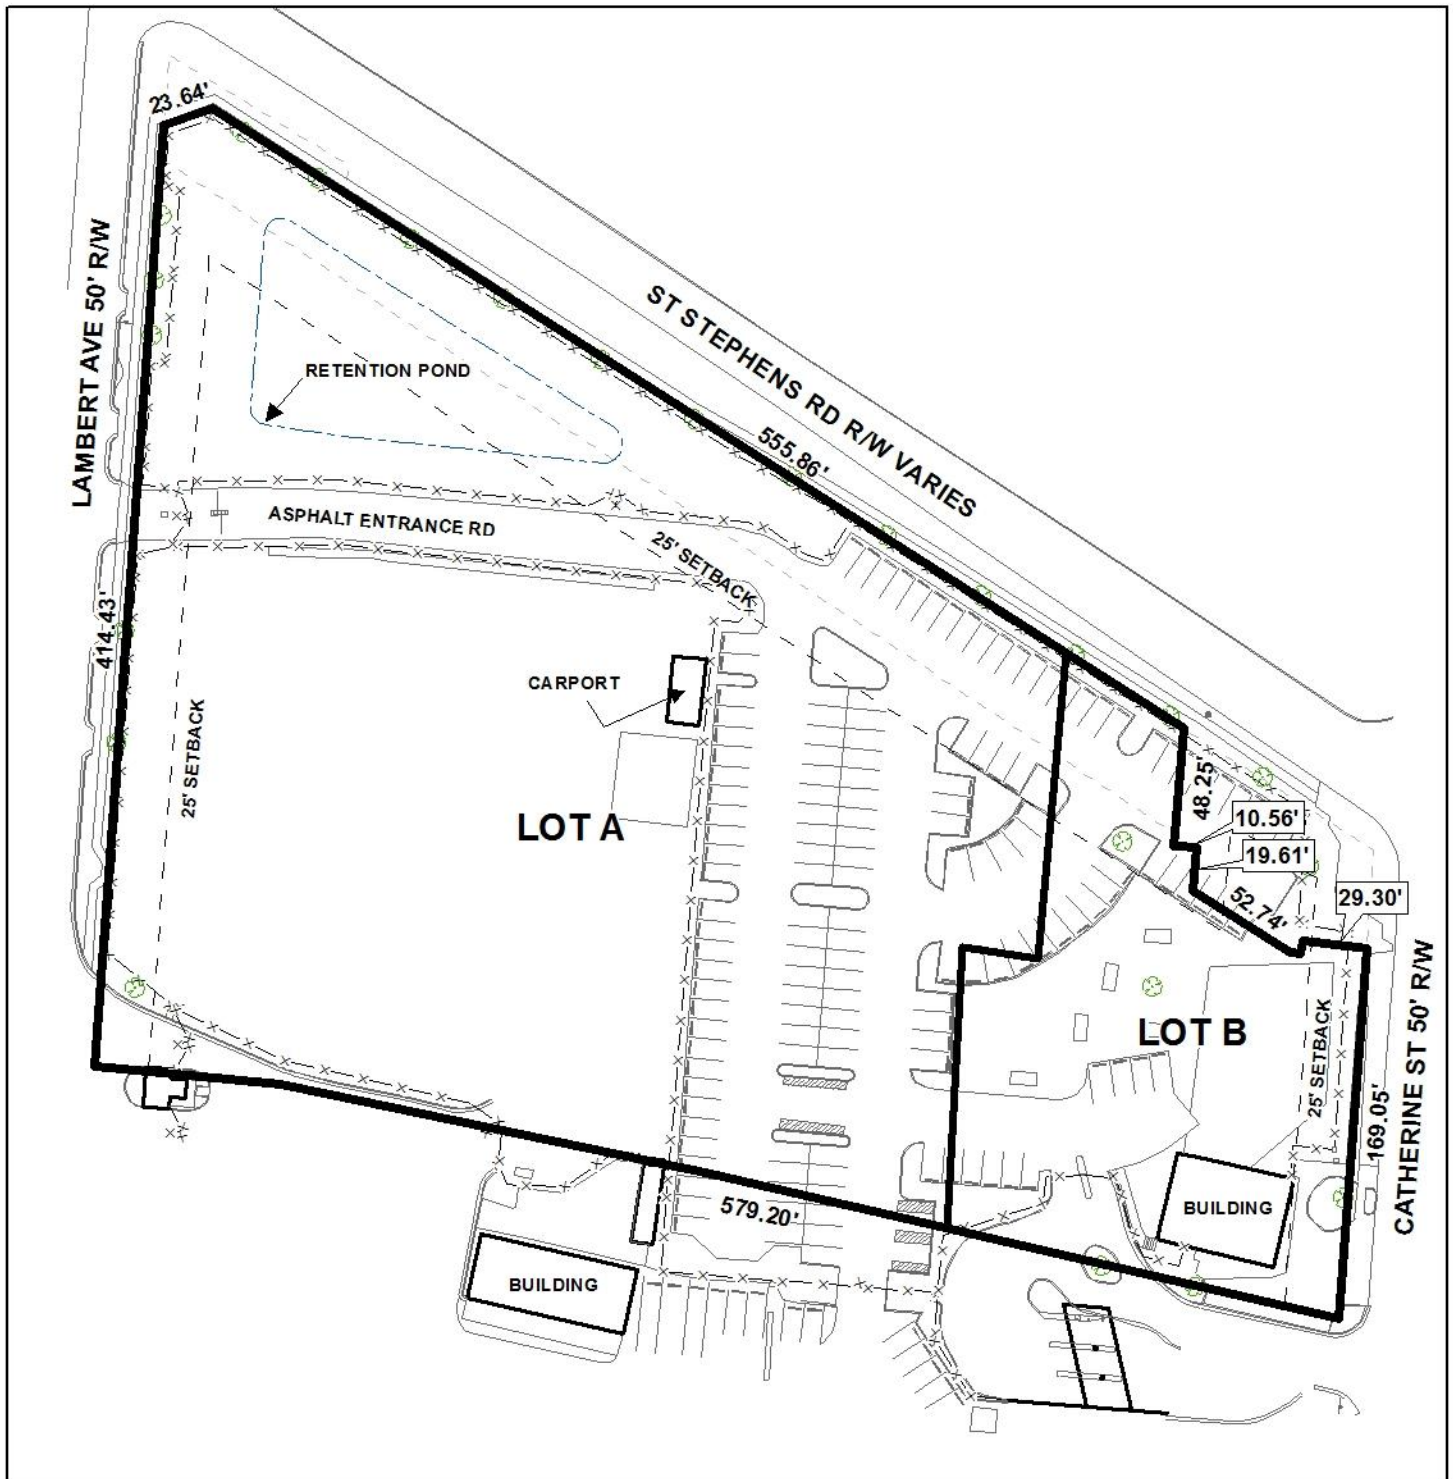 23.64'
LAMBERT AVE 50' R/W
ST STEPHENS RD R/W VARIES
RETENTION POND
555.86'
ASPHALT ENTRANCE RD
25' SETBACK
414.43'
CARPORT
25' SETBACK
LOT A
48.25'
10.56'
19.61'
52.74'
29.30'
LOT B
25' SETBACK
CATHERINE ST 50' R/W
169.05'
BUILDING
579.20'
BUILDING